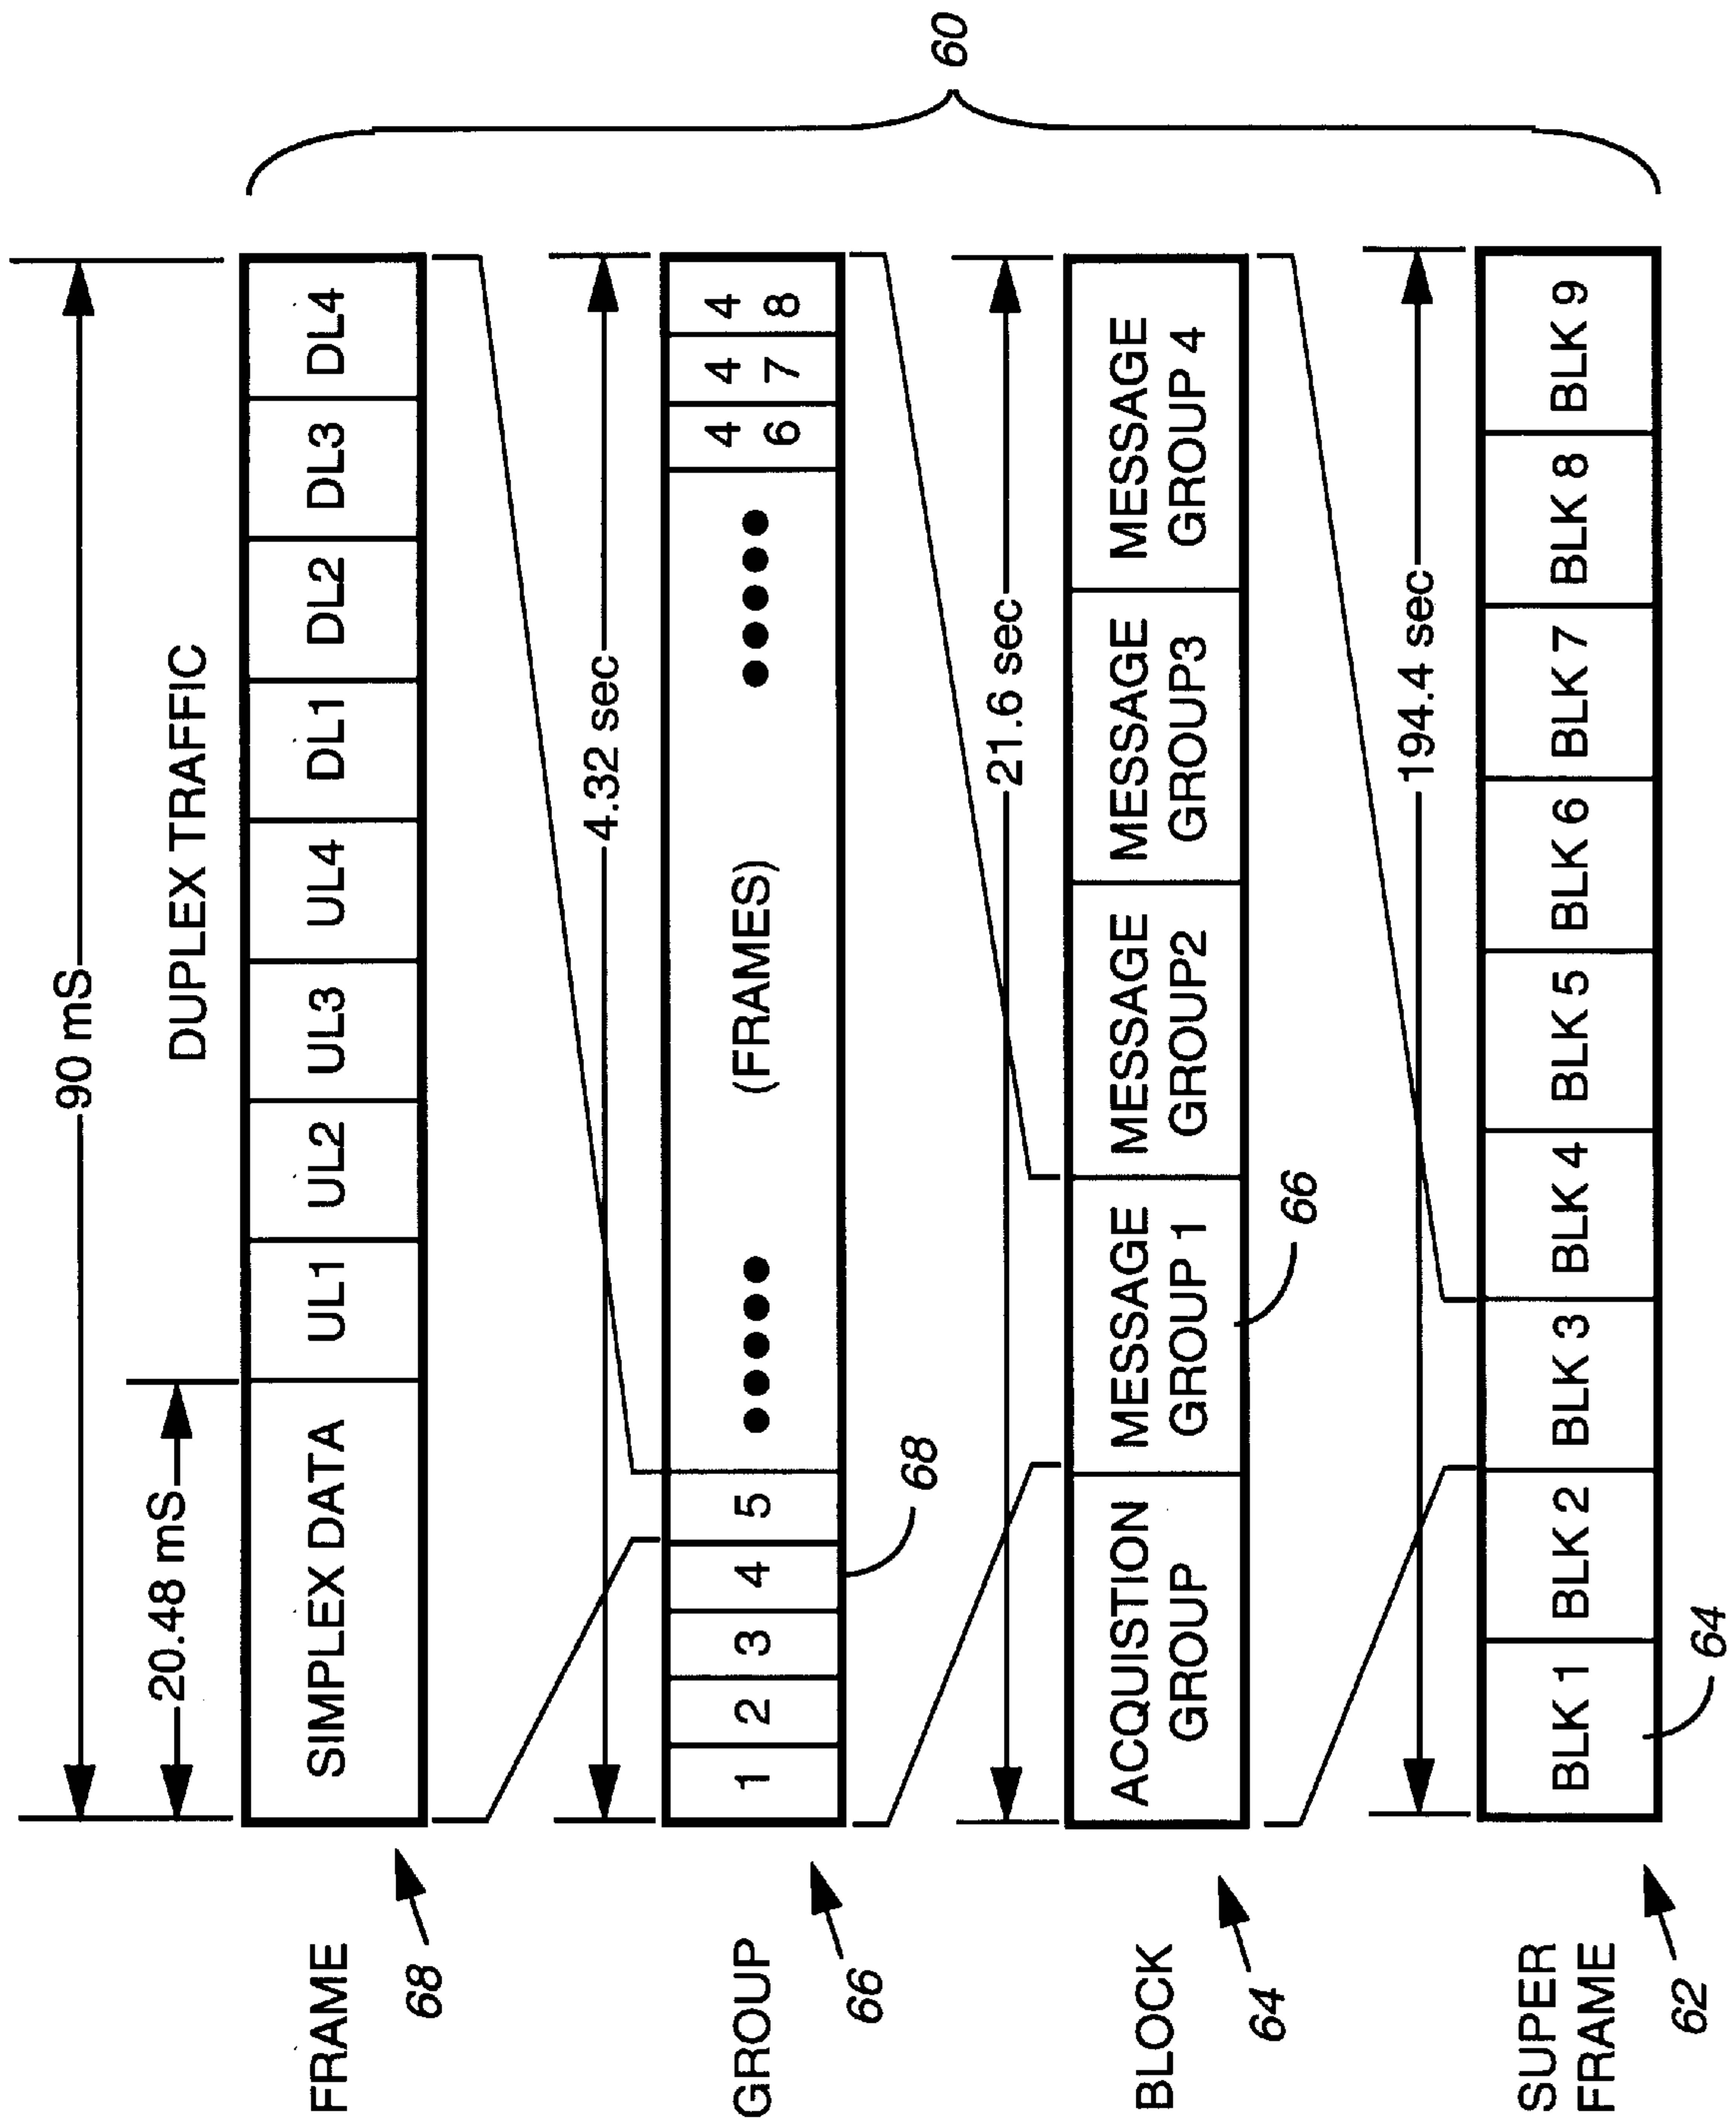 90 mS
20.48 mS
DUPLEX TRAFFIC
FRAME
68
SIMPLEX DATA
UL1
UL2
UL3
UL4
DL1
DL2
DL3
DL4
60
4.32 sec
GROUP
66
1
2
3
4
5
(FRAMES)
4
6
4
7
4
8
68
21.6 sec
BLOCK
64
ACQUISTION
GROUP
MESSAGE
GROUP 1
MESSAGE
GROUP2
MESSAGE
GROUP3
MESSAGE
GROUP 4
66
194.4 sec
SUPER
FRAME
62
BLK 1
BLK 2
BLK 3
BLK 4
BLK 5
BLK 6
BLK 7
BLK 8
BLK 9
64